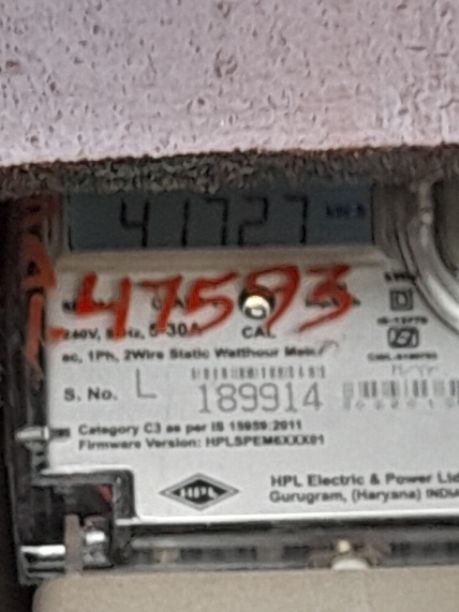 41727 kWh
47593
240V, 5-30A CAL
ac, 1Ph, 2Wire Static Watthour Meter
S. No. L 189914
Category C3 as per IS 15959:2011
Firmware Version: HPLSPEM6XXX01
HPL
HPL Electric & Power Ltd
Gurugram, (Haryana) INDIA